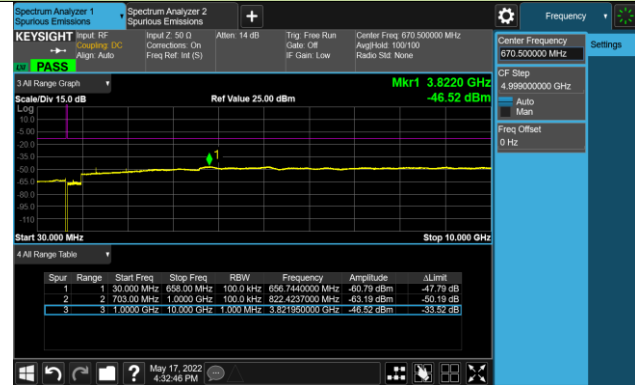 Spectrum Analyzer 1
Spurious Emissions
Spectrum Analyzer 2
Spurious Emissions
+
Frequency
KEYSIGHT
Input: RF
Coupling: DC
Align: Auto
Input Z: 50 Ω
Corrections: On
Freq Ref: Int (S)
Atten: 14 dB
Trig: Free Run
Gate: Off
IF Gain: Low
Center Freq: 670.500000 MHz
Avg|Hold: 100/100
Radio Std: None
PASS
Center Frequency
670.500000 MHz
Settings
CF Step
4.999000000 GHz
Auto
Man
Freq Offset
0 Hz
3 All Range Graph
Mkr1 3.8220 GHz
-46.52 dBm
Scale/Div 15.0 dB
Ref Value 25.00 dBm
Log
10.0
-5.00
-20.0
-35.0
-50.0
-65.0
-80.0
-95.0
-110
1
Start 30.000 MHz
Stop 10.000 GHz
4 All Range Table
Spur Range Start Freq Stop Freq RBW Frequency Amplitude ΔLimit
1 1 30.000 MHz 658.00 MHz 100.0 kHz 656.7440000 MHz -60.79 dBm -47.79 dB
2 2 703.00 MHz 1.0000 GHz 100.0 kHz 822.4237000 MHz -63.19 dBm -50.19 dB
3 3 1.0000 GHz 10.000 GHz 1.000 MHz 3.821950000 GHz -46.52 dBm -33.52 dB
?
May 17, 2022
4:32:46 PM